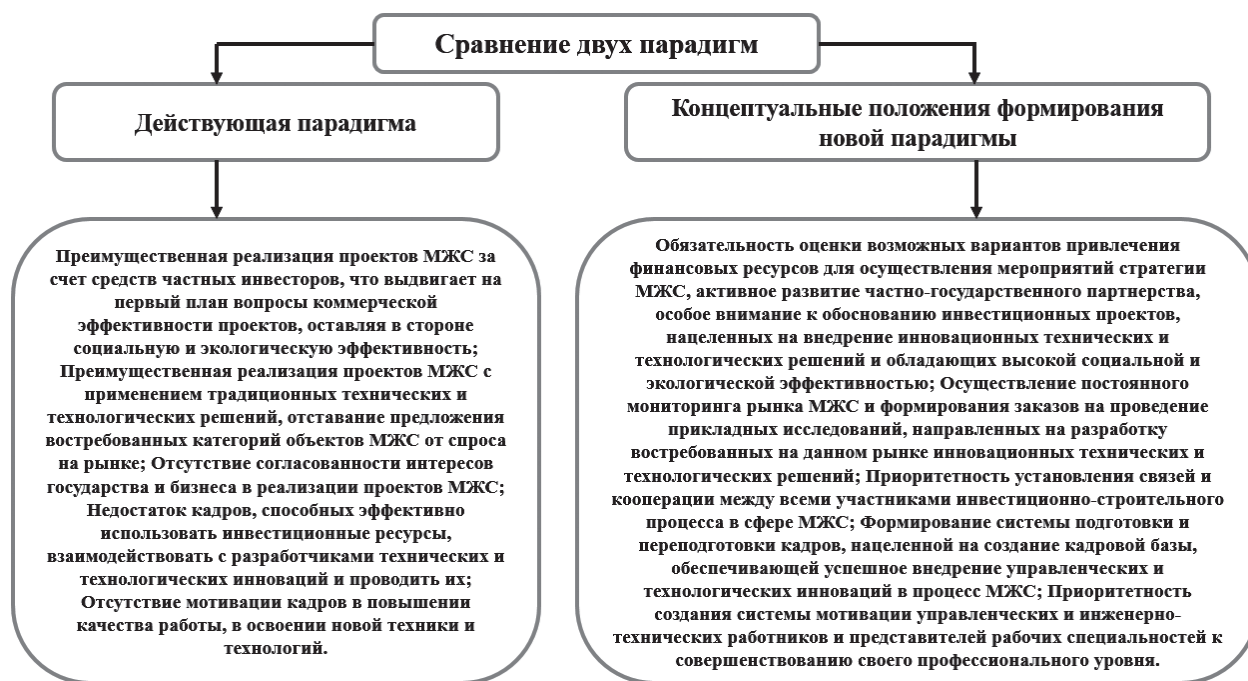 Сравнение двух парадигм
Действующая парадигма
Концептуальные положения формирования
новой парадигмы
Преимущественная реализация проектов МЖС за
счет средств частных инвесторов, что выдвигает на
первый план вопросы коммерческой
эффективности проектов, оставляя в стороне
социальную и экологическую эффективность;
Преимущественная реализация проектов МЖС с
применением традиционных технических и
технологических решений, отставание предложения
востребованных категорий объектов МЖС от спроса
на рынке; Отсутствие согласованности интересов
государства и бизнеса в реализации проектов МЖС;
Недостаток кадров, способных эффективно
использовать инвестиционные ресурсы,
взаимодействовать с разработчиками технических и
технологических инноваций и проводить их;
Отсутствие мотивации кадров в повышении
качества работы, в освоении новой техники и
технологий.
Обязательность оценки возможных вариантов привлечения
финансовых ресурсов для осуществления мероприятий стратегии
МЖС, активное развитие частно-государственного партнерства,
особое внимание к обоснованию инвестиционных проектов,
нацеленных на внедрение инновационных технических и
технологических решений и обладающих высокой социальной и
экологической эффективностью; Осуществление постоянного
мониторинга рынка МЖС и формирования заказов на проведение
прикладных исследований, направленных на разработку
востребованных на данном рынке инновационных технических и
технологических решений; Приоритетность установления связей и
кооперации между всеми участниками инвестиционно-строительного
процесса в сфере МЖС; Формирование системы подготовки и
переподготовки кадров, нацеленной на создание кадровой базы,
обеспечивающей успешное внедрение управленческих и
технологических инноваций в процесс МЖС; Приоритетность
создания системы мотивации управленческих и инженерно-
технических работников и представителей рабочих специальностей к
совершенствованию своего профессионального уровня.